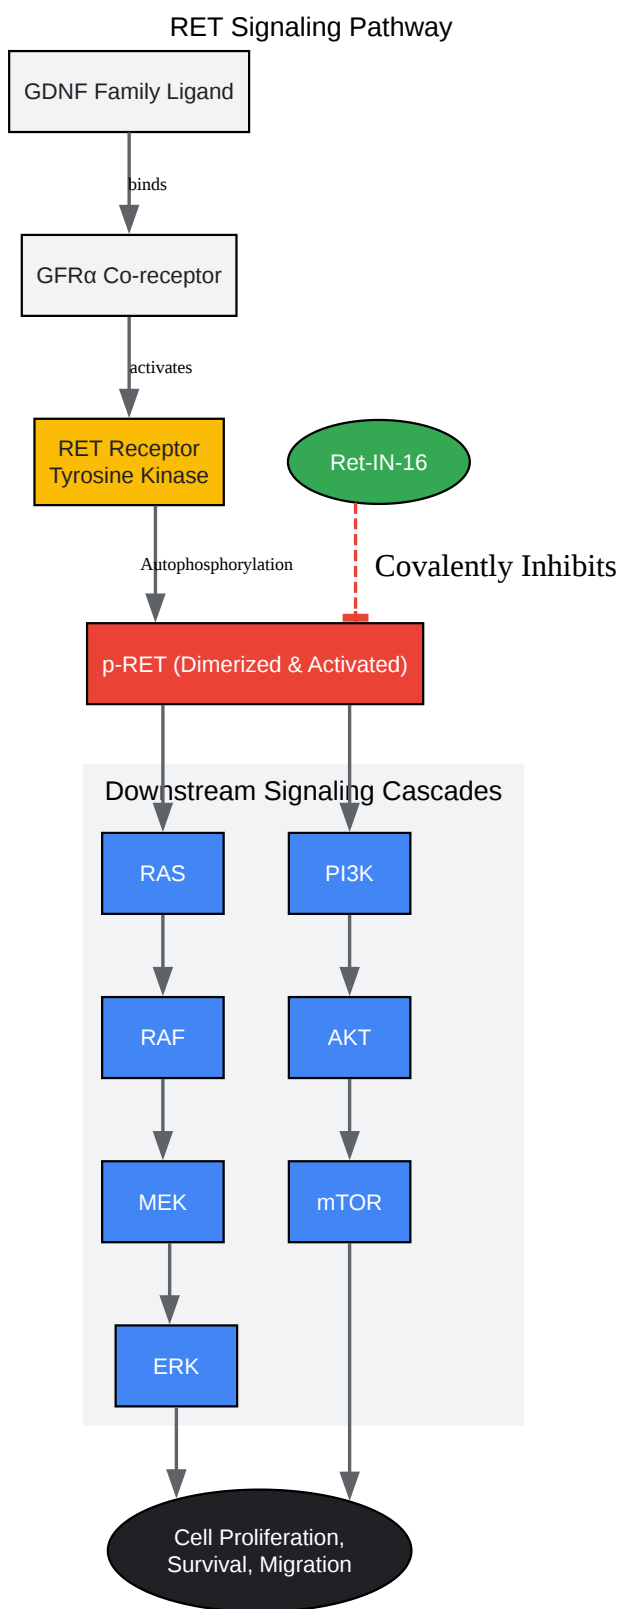 RET Signaling Pathway
GDNF Family Ligand
binds
GFRα Co-receptor
activates
RET Receptor
Tyrosine Kinase
Ret-IN-16
Autophosphorylation
Covalently Inhibits
p-RET (Dimerized & Activated)
Downstream Signaling Cascades
RAS
PI3K
RAF
AKT
MEK
mTOR
ERK
Cell Proliferation,
Survival, Migration